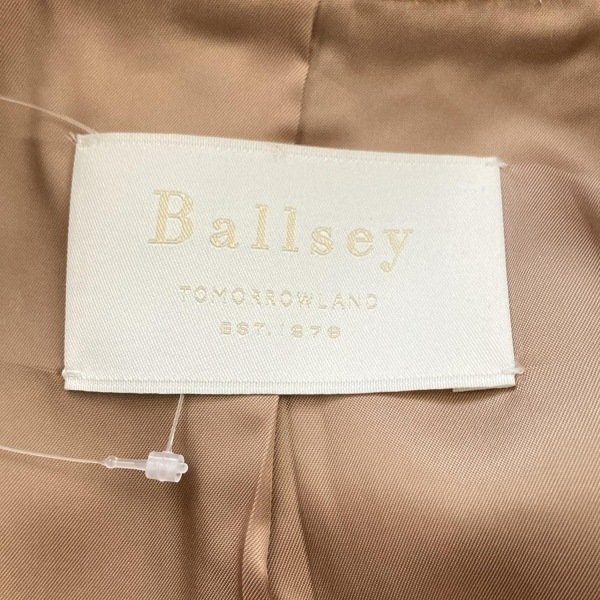 Ballsey
TOMORROWLAND
EST. 1978